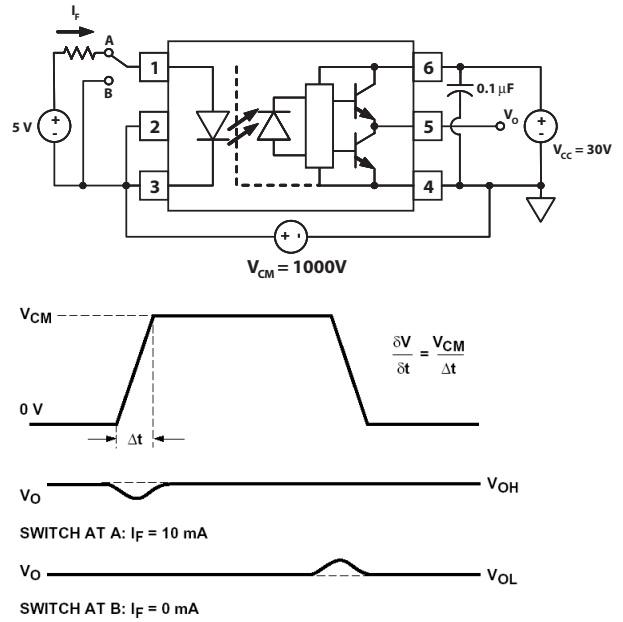 I_F
A
B
5 V
+
-
1
2
3
6
5
4
0.1 μF
V_O
+
-
V_CC = 30V
+
-
V_CM = 1000V
V_CM
δV
δt
=
V_CM
Δt
0 V
Δt
V_O
V_OH
SWITCH AT A: I_F = 10 mA
V_O
V_OL
SWITCH AT B: I_F = 0 mA